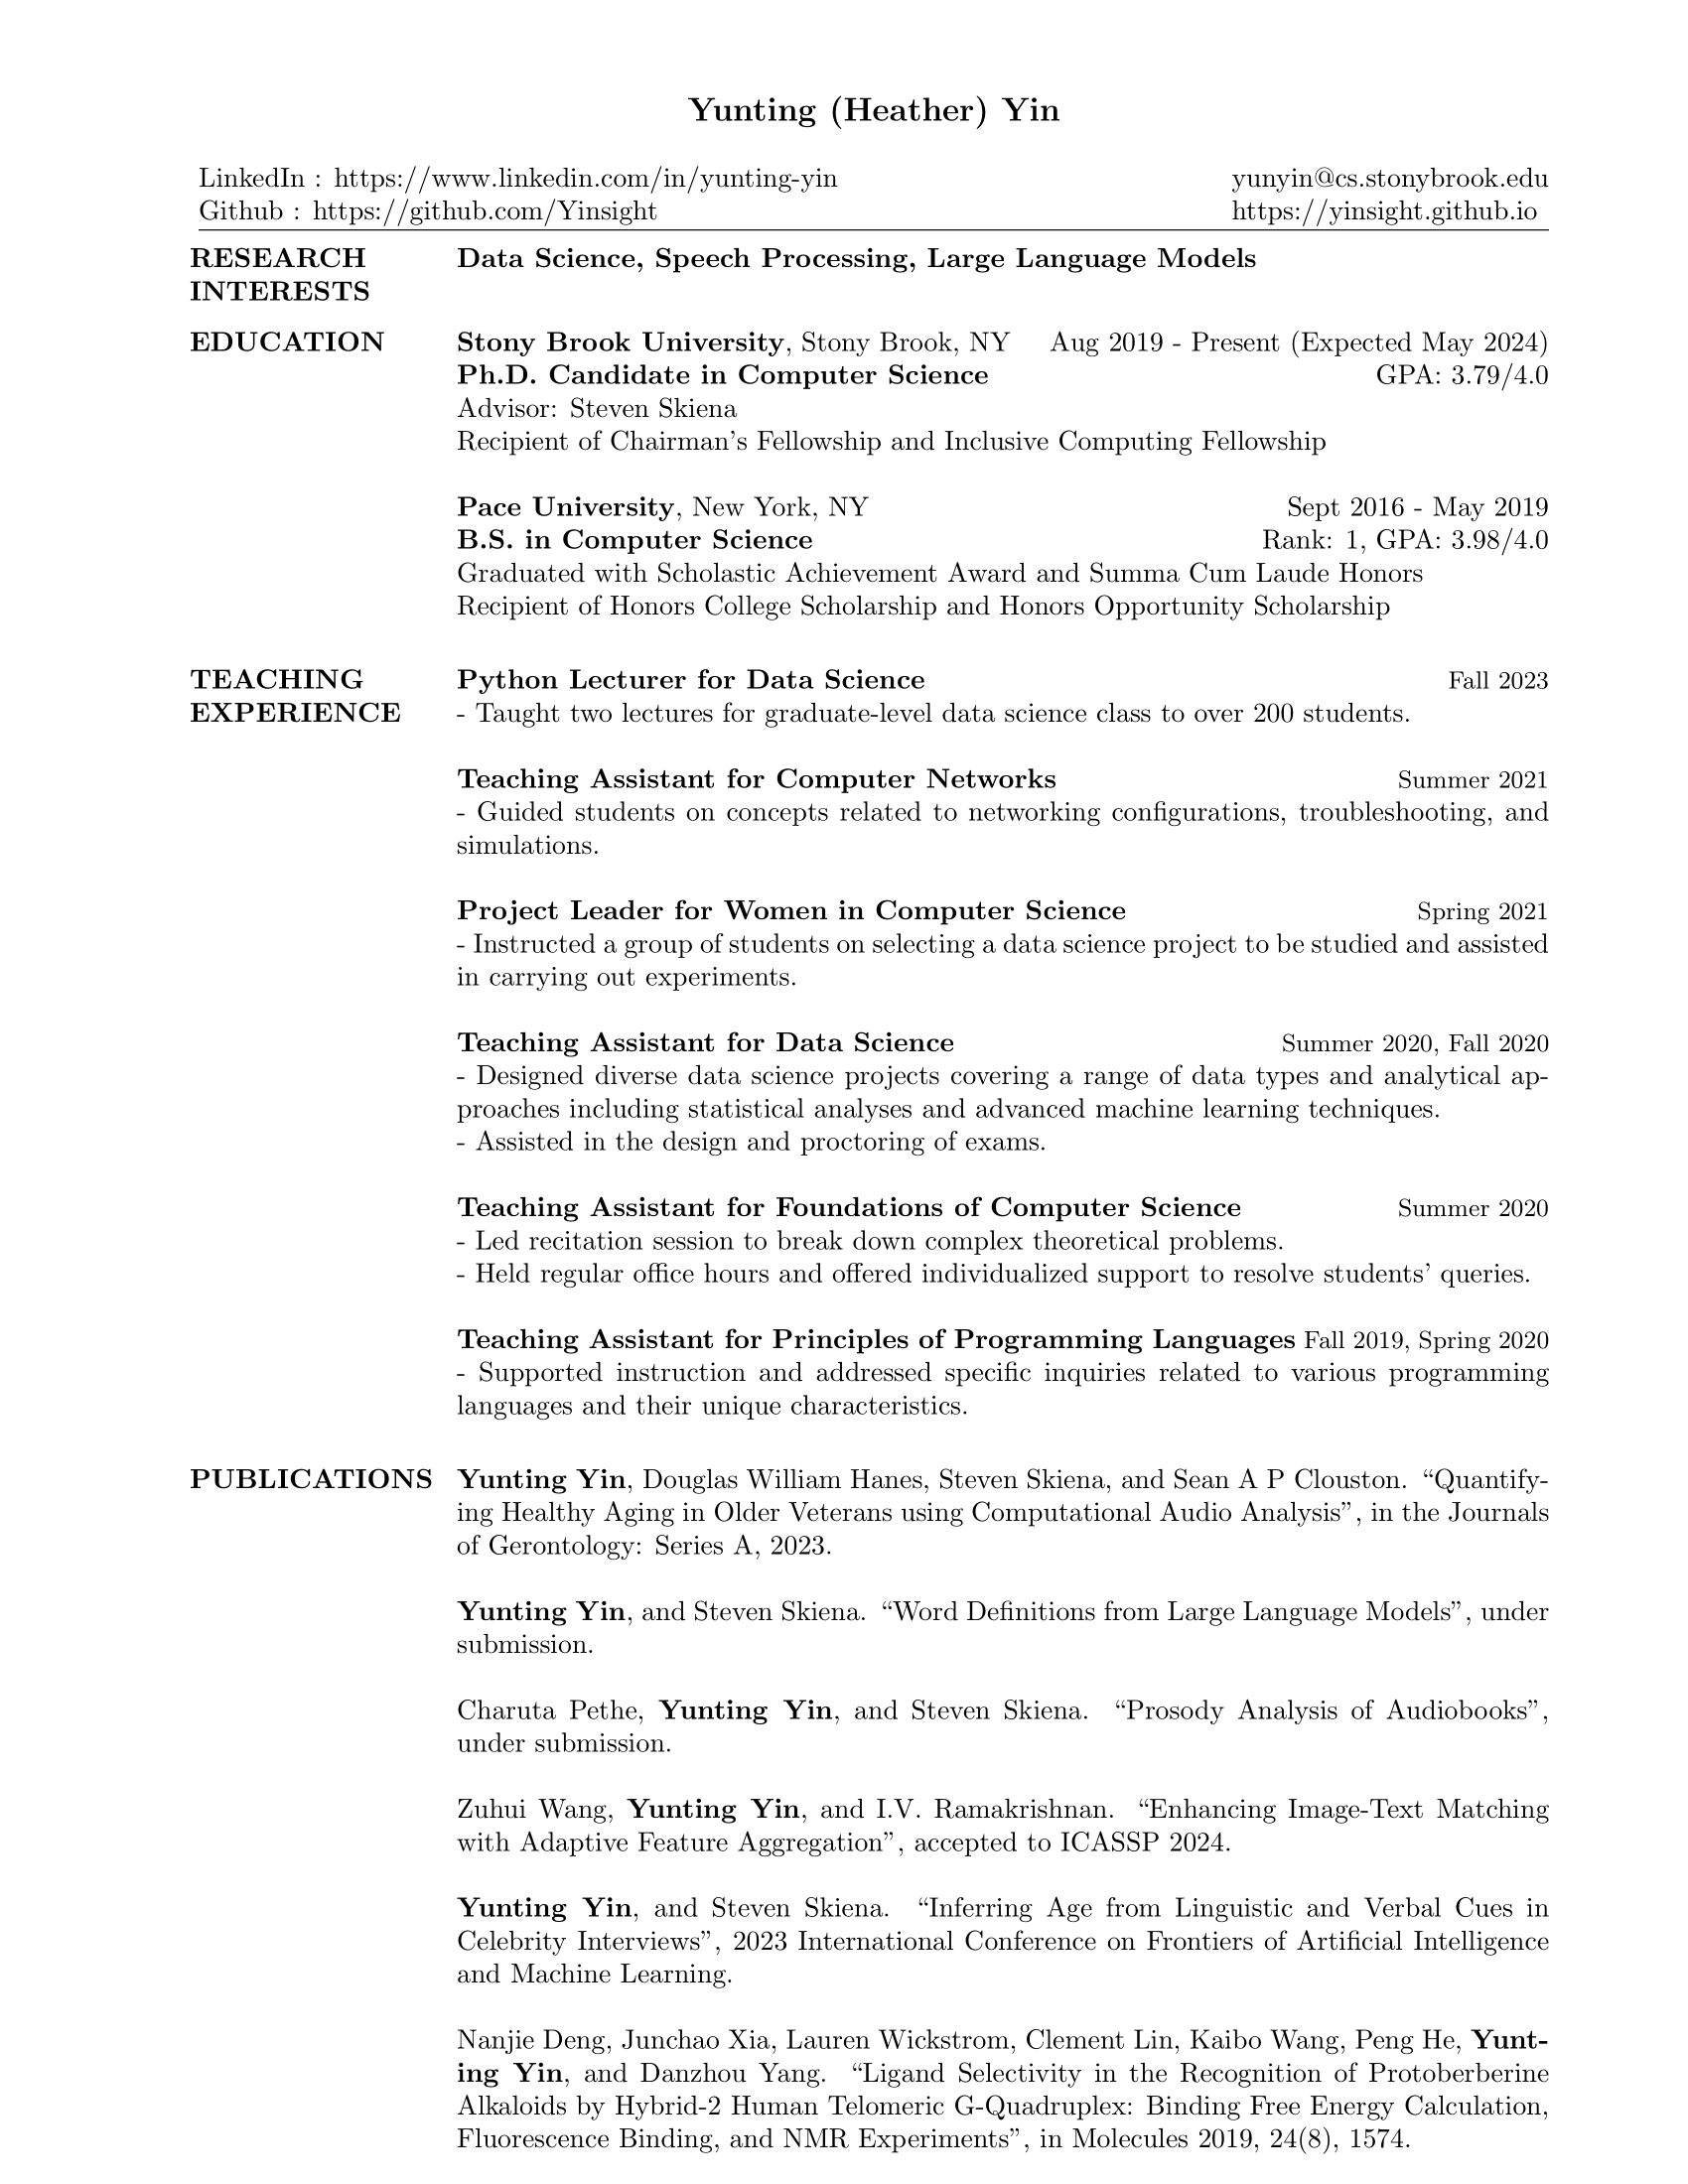 Yunting (Heather) Yin
LinkedIn : https://www.linkedin.com/in/yunting-yin yunyin@cs.stonybrook.edu
Github : https://github.com/Yinsight https://yinsight.github.io
RESEARCH INTERESTS
Data Science, Speech Processing, Large Language Models
EDUCATION
Stony Brook University, Stony Brook, NY Aug 2019 - Present (Expected May 2024)
Ph.D. Candidate in Computer Science GPA: 3.79/4.0
Advisor: Steven Skiena
Recipient of Chairman's Fellowship and Inclusive Computing Fellowship
Pace University, New York, NY Sept 2016 - May 2019
B.S. in Computer Science Rank: 1, GPA: 3.98/4.0
Graduated with Scholastic Achievement Award and Summa Cum Laude Honors
Recipient of Honors College Scholarship and Honors Opportunity Scholarship
TEACHING EXPERIENCE
Python Lecturer for Data Science Fall 2023
- Taught two lectures for graduate-level data science class to over 200 students.
Teaching Assistant for Computer Networks Summer 2021
- Guided students on concepts related to networking configurations, troubleshooting, and
simulations.
Project Leader for Women in Computer Science Spring 2021
- Instructed a group of students on selecting a data science project to be studied and assisted
in carrying out experiments.
Teaching Assistant for Data Science Summer 2020, Fall 2020
- Designed diverse data science projects covering a range of data types and analytical ap-
proaches including statistical analyses and advanced machine learning techniques.
- Assisted in the design and proctoring of exams.
Teaching Assistant for Foundations of Computer Science Summer 2020
- Led recitation session to break down complex theoretical problems.
- Held regular office hours and offered individualized support to resolve students' queries.
Teaching Assistant for Principles of Programming Languages Fall 2019, Spring 2020
- Supported instruction and addressed specific inquiries related to various programming
languages and their unique characteristics.
PUBLICATIONS
Yunting Yin, Douglas William Hanes, Steven Skiena, and Sean A P Clouston. “Quantify-
ing Healthy Aging in Older Veterans using Computational Audio Analysis”, in the Journals
of Gerontology: Series A, 2023.
Yunting Yin, and Steven Skiena. “Word Definitions from Large Language Models”, under
submission.
Charuta Pethe, Yunting Yin, and Steven Skiena. “Prosody Analysis of Audiobooks”,
under submission.
Zuhui Wang, Yunting Yin, and I.V. Ramakrishnan. “Enhancing Image-Text Matching
with Adaptive Feature Aggregation”, accepted to ICASSP 2024.
Yunting Yin, and Steven Skiena. “Inferring Age from Linguistic and Verbal Cues in
Celebrity Interviews”, 2023 International Conference on Frontiers of Artificial Intelligence
and Machine Learning.
Nanjie Deng, Junchao Xia, Lauren Wickstrom, Clement Lin, Kaibo Wang, Peng He, Yunt-
ing Yin, and Danzhou Yang. “Ligand Selectivity in the Recognition of Protoberberine
Alkaloids by Hybrid-2 Human Telomeric G-Quadruplex: Binding Free Energy Calculation,
Fluorescence Binding, and NMR Experiments”, in Molecules 2019, 24(8), 1574.